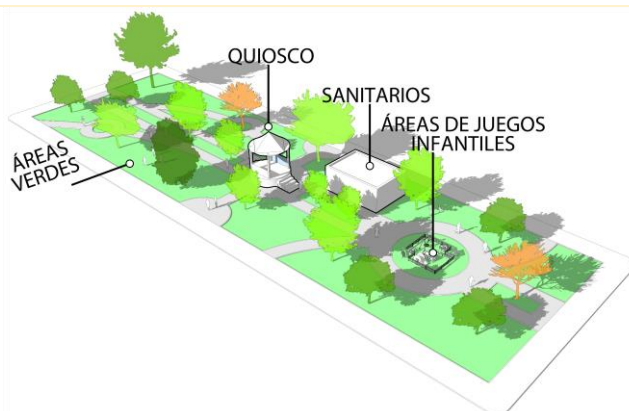 QUIOSCO
SANITARIOS
ÁREAS DE JUEGOS
INFANTILES
ÁREAS
VERDES